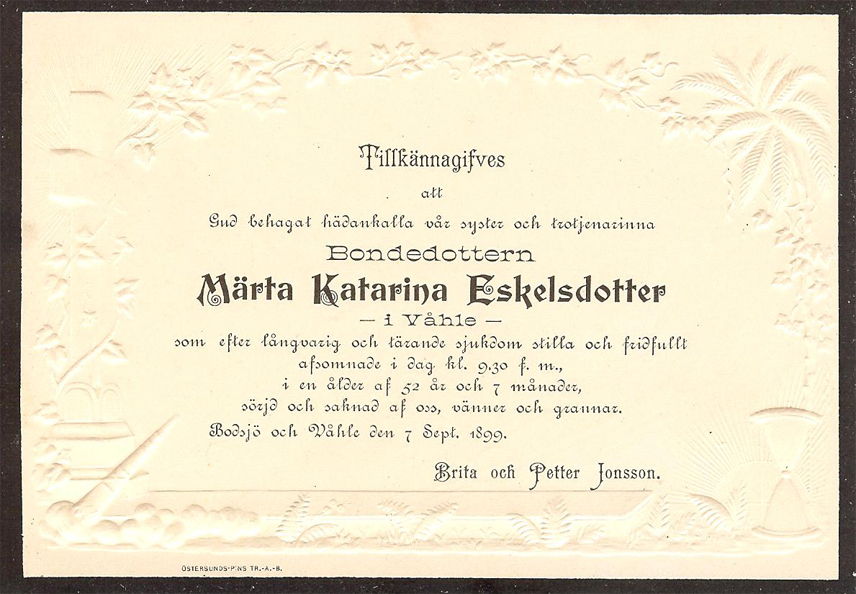 Tillkännagifves
att
Gud behagat hädankalla vår syster och trotjenarinna
Bondedottern
Märta Katarina Eskelsdotter
— i Våhle —
som efter långvarig och tärande sjukdom stilla och fridfullt
afsomnade i dag kl. 9.30 f. m.,
i en ålder af 52 år och 7 månader,
sörjd och saknad af oss, vänner och grannar.
Bodsjö och Våhle den 7 Sept. 1899.
Brita och Petter Jonsson.
ÖSTERSUNDS-P:NS TR.-A.-B.